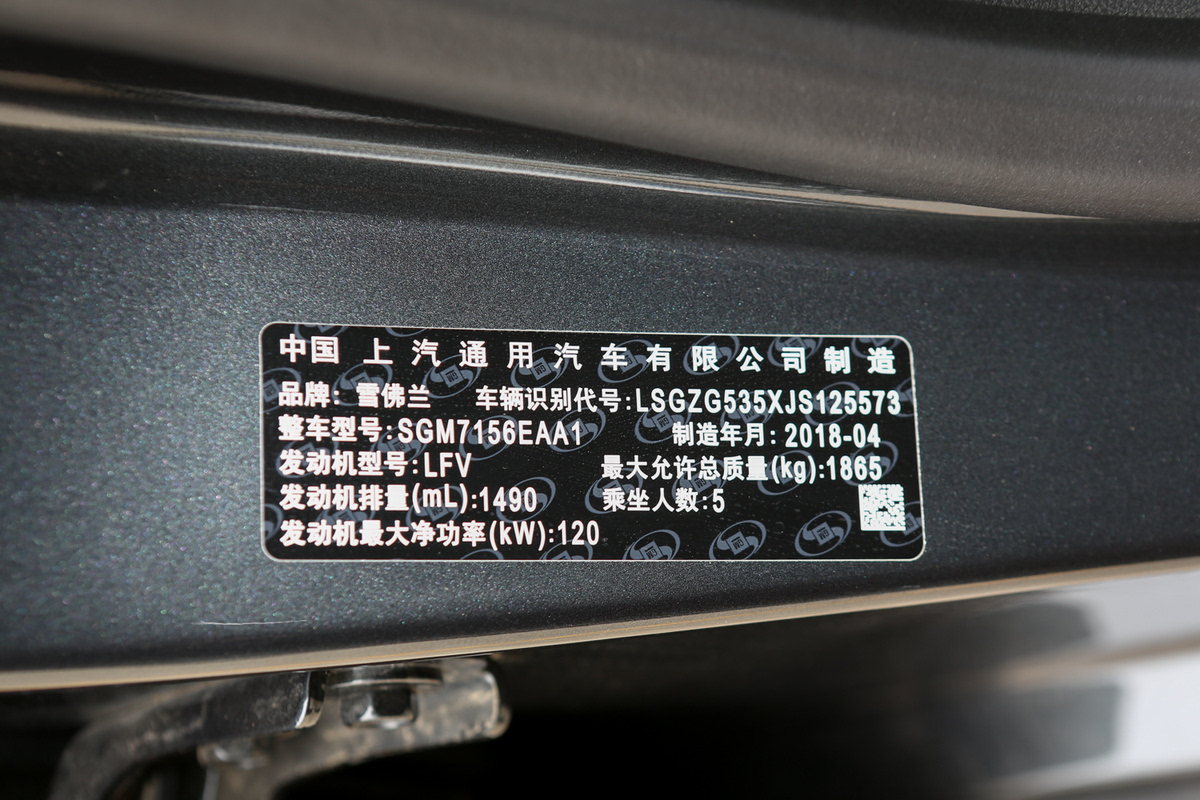 中国 上汽通用汽车有限公司制造
品牌: 雪佛兰 车辆识别代号:LSGZG535XJS125573
整车型号:SGM7156EAA1 制造年月: 2018-04
发动机型号:LFV 最大允许总质量(kg):1865
发动机排量(mL):1490 乘坐人数:5
发动机最大净功率(kW):120